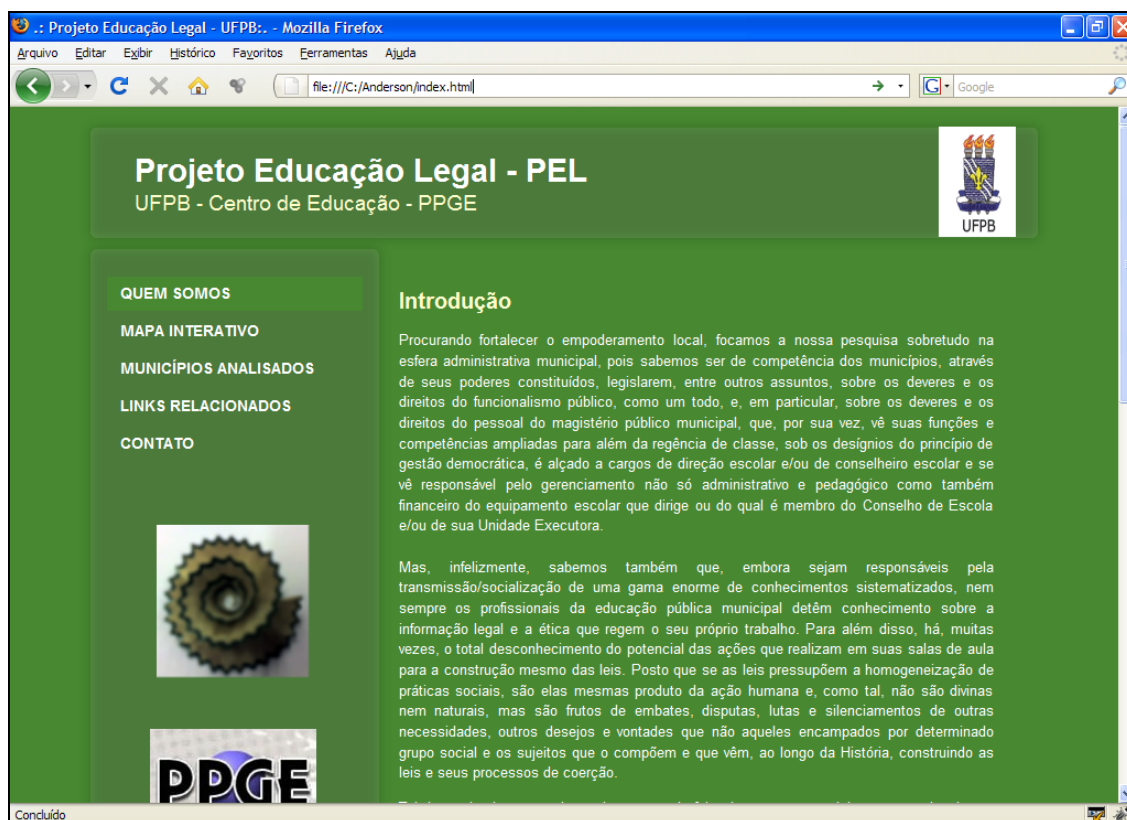 .: Projeto Educação Legal - UFPB:. - Mozilla Firefox
Arquivo Editar Exibir Histórico Favoritos Ferramentas Ajuda
file:///C:/Anderson/index.html
Google
Projeto Educação Legal - PEL
UFPB - Centro de Educação - PPGE
UFPB
QUEM SOMOS
MAPA INTERATIVO
MUNICÍPIOS ANALISADOS
LINKS RELACIONADOS
CONTATO
PPGE
Introdução
Procurando fortalecer o empoderamento local, focamos a nossa pesquisa sobretudo na
esfera administrativa municipal, pois sabemos ser de competência dos municípios, através
de seus poderes constituídos, legislarem, entre outros assuntos, sobre os deveres e os
direitos do funcionalismo público, como um todo, e, em particular, sobre os deveres e os
direitos do pessoal do magistério público municipal, que, por sua vez, vê suas funções e
competências ampliadas para além da regência de classe, sob os desígnios do princípio de
gestão democrática, é alçado a cargos de direção escolar e/ou de conselheiro escolar e se
vê responsável pelo gerenciamento não só administrativo e pedagógico como também
financeiro do equipamento escolar que dirige ou do qual é membro do Conselho de Escola
e/ou de sua Unidade Executora.
Mas, infelizmente, sabemos também que, embora sejam responsáveis pela
transmissão/socialização de uma gama enorme de conhecimentos sistematizados, nem
sempre os profissionais da educação pública municipal detêm conhecimento sobre a
informação legal e a ética que regem o seu próprio trabalho. Para além disso, há, muitas
vezes, o total desconhecimento do potencial das ações que realizam em suas salas de aula
para a construção mesmo das leis. Posto que se as leis pressupõem a homogeneização de
práticas sociais, são elas mesmas produto da ação humana e, como tal, não são divinas
nem naturais, mas são frutos de embates, disputas, lutas e silenciamentos de outras
necessidades, outros desejos e vontades que não aqueles encampados por determinado
grupo social e os sujeitos que o compõem e que vêm, ao longo da História, construindo as
leis e seus processos de coerção.
Concluído